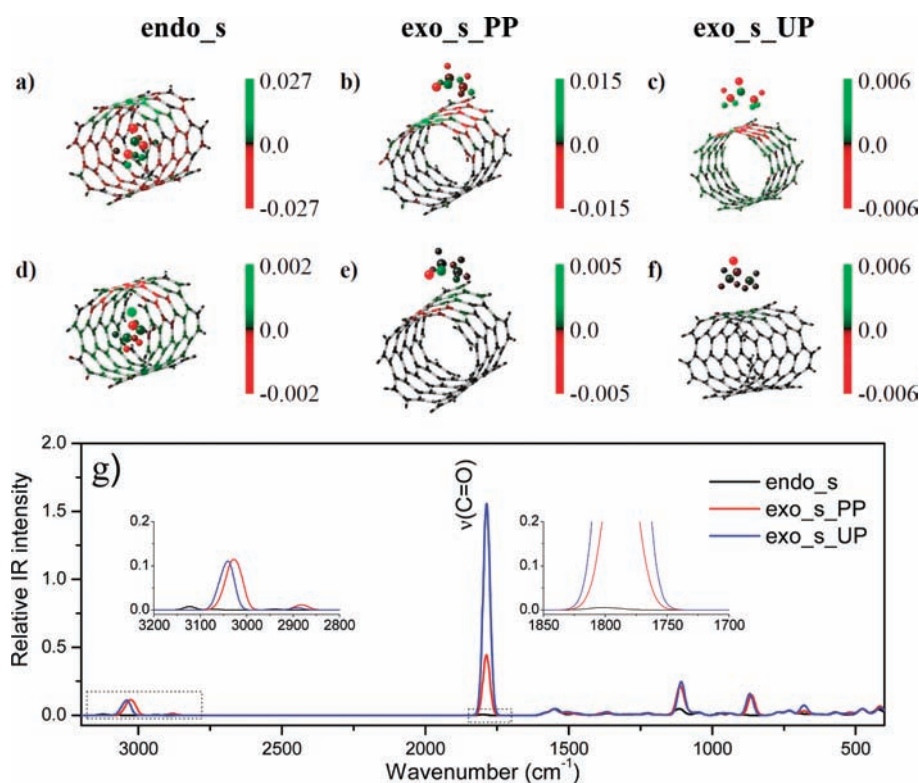 endo_s exo_s_PP exo_s_UP
a) 0.027 b) 0.015 c) 0.006
0.0 0.0 0.0
-0.027 -0.015 -0.006
d) 0.002 e) 0.005 f) 0.006
0.0 0.0 0.0
-0.002 -0.005 -0.006
g)
Relative IR intensity
2.0
1.5
1.0
0.5
0.0
ν(C=O)
endo_s
exo_s_PP
exo_s_UP
0.2
0.1
0.0
3200 3100 3000 2900 2800
0.2
0.1
0.0
1850 1800 1750 1700
3000 2500 2000 1500 1000 500
Wavenumber (cm⁻¹)